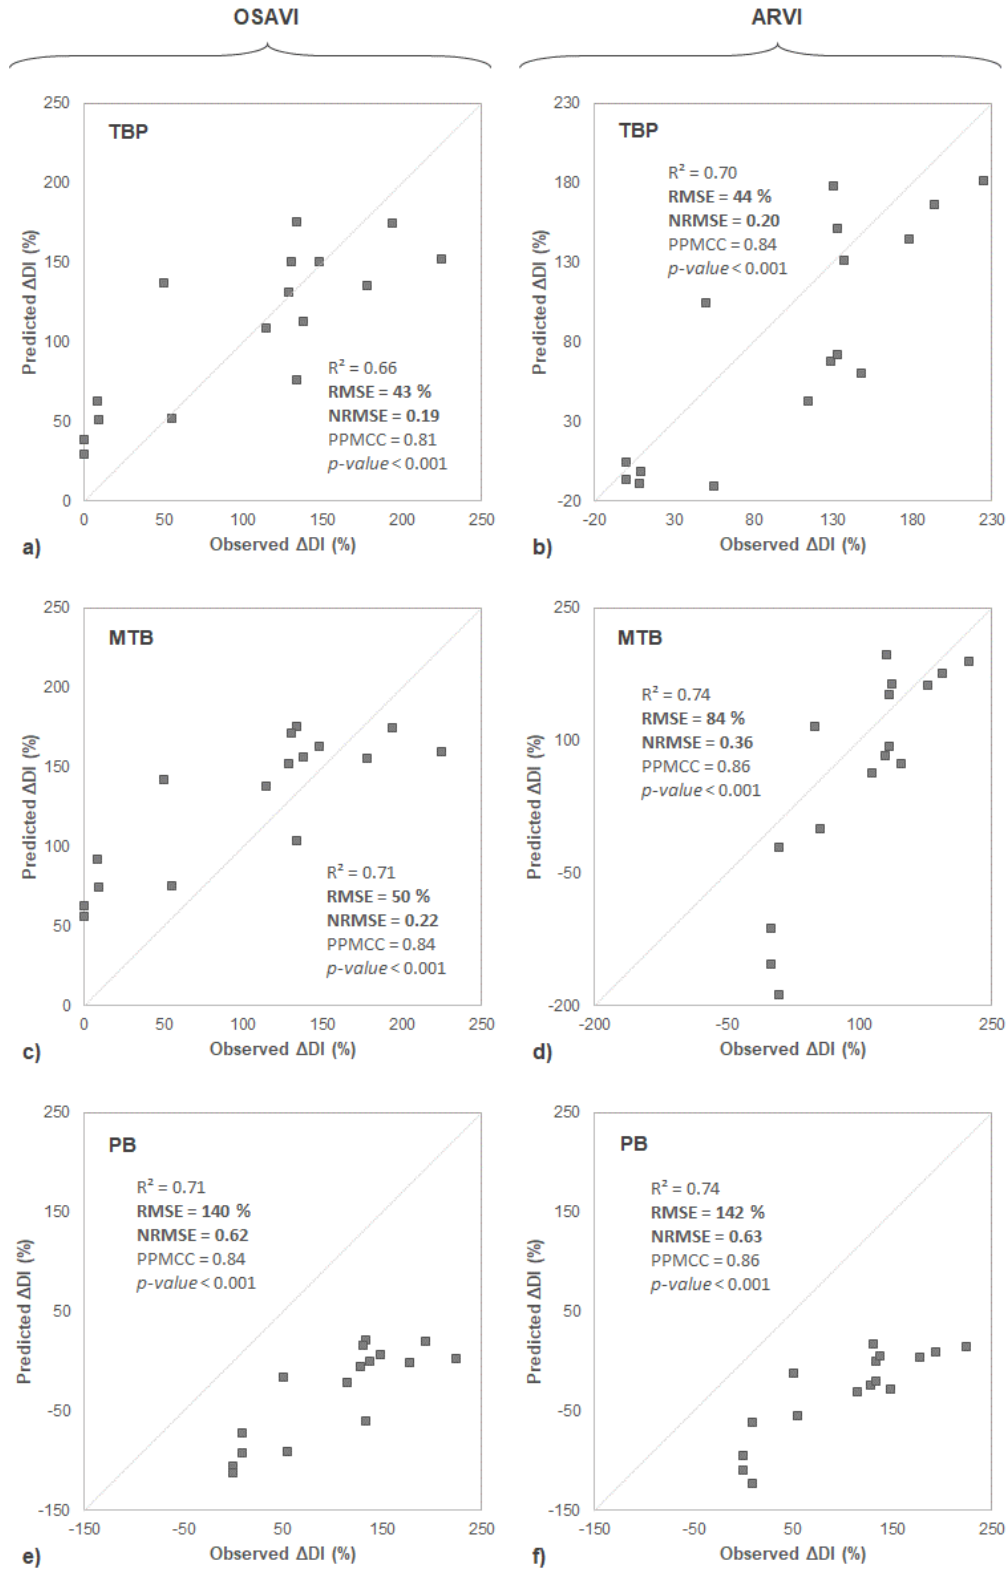 OSAVI
ARVI
250
TBP
200
150
100
50
0
Predicted ΔDI (%)
R² = 0.66
RMSE = 43 %
NRMSE = 0.19
PPMCC = 0.81
p-value < 0.001
0 50 100 150 200 250
a) Observed ΔDI (%)
230
TBP
180
130
80
30
-20
Predicted ΔDI (%)
R² = 0.70
RMSE = 44 %
NRMSE = 0.20
PPMCC = 0.84
p-value < 0.001
-20 30 80 130 180 230
b) Observed ΔDI (%)
250
MTB
200
150
100
50
0
Predicted ΔDI (%)
R² = 0.71
RMSE = 50 %
NRMSE = 0.22
PPMCC = 0.84
p-value < 0.001
0 50 100 150 200 250
c) Observed ΔDI (%)
250
MTB
100
-50
-200
Predicted ΔDI (%)
R² = 0.74
RMSE = 84 %
NRMSE = 0.36
PPMCC = 0.86
p-value < 0.001
-200 -50 100 250
d) Observed ΔDI (%)
250
PB
150
50
-50
-150
Predicted ΔDI (%)
R² = 0.71
RMSE = 140 %
NRMSE = 0.62
PPMCC = 0.84
p-value < 0.001
-150 -50 50 150 250
e) Observed ΔDI (%)
250
PB
150
50
-50
-150
Predicted ΔDI (%)
R² = 0.74
RMSE = 142 %
NRMSE = 0.63
PPMCC = 0.86
p-value < 0.001
-150 -50 50 150 250
f) Observed ΔDI (%)